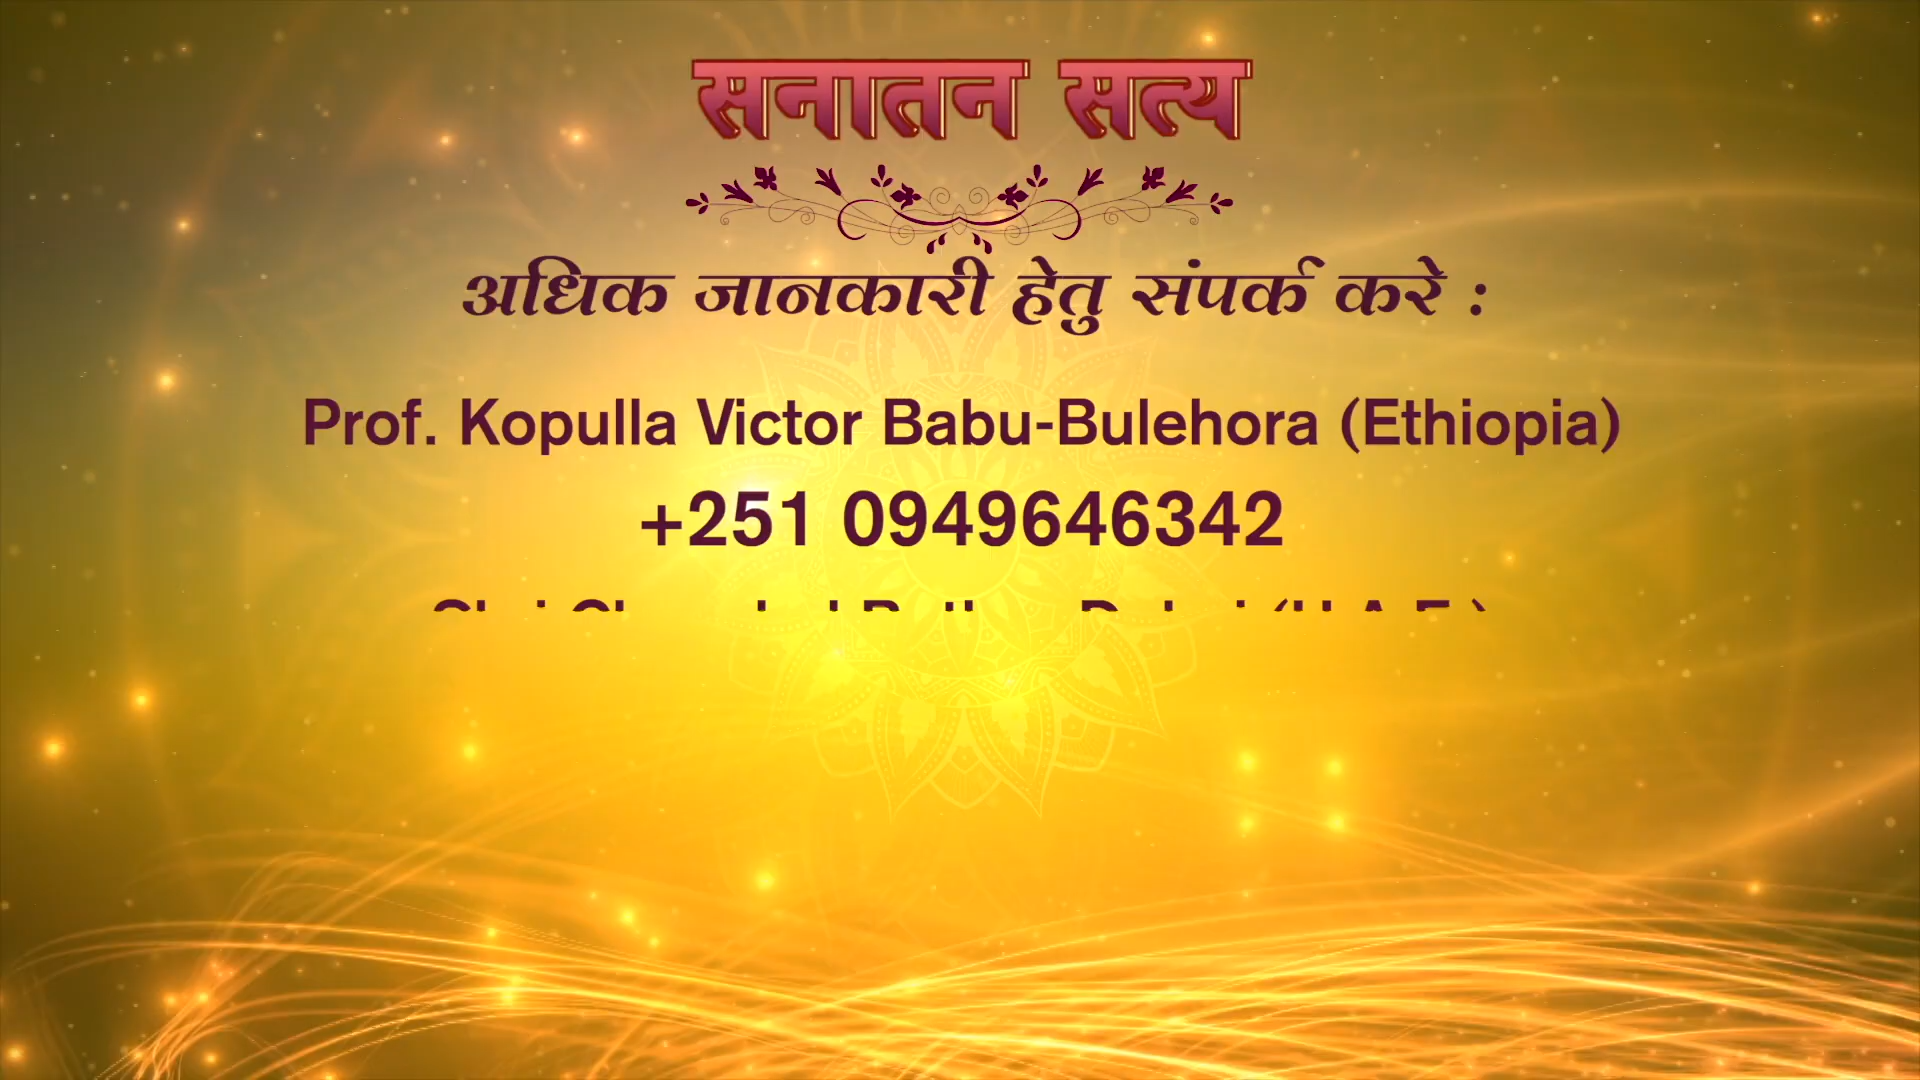 सनातन सत्य
अधिक जानकारी हेतु संपर्क करे :
Prof. Kopulla Victor Babu-Bulehora (Ethiopia)
+251 0949646342